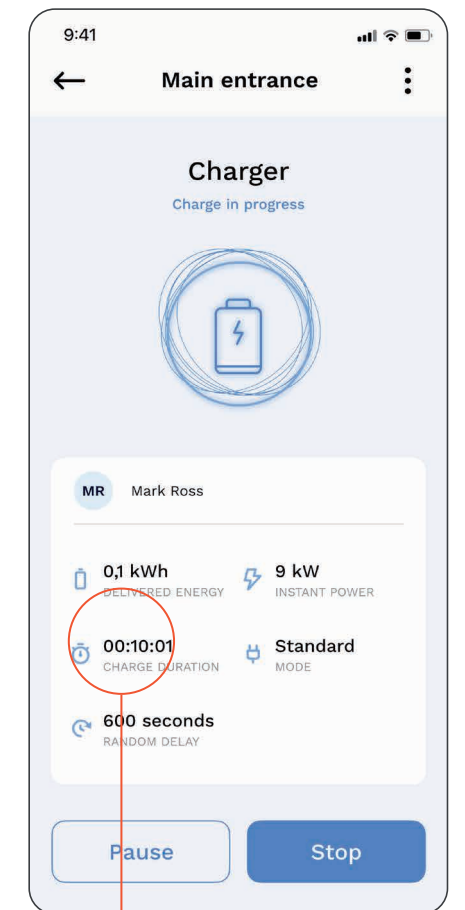 9:41
Main entrance
Charger
Charge in progress
MR Mark Ross
0,1 kWh
DELIVERED ENERGY
9 kW
INSTANT POWER
00:10:01
CHARGE DURATION
Standard
MODE
600 seconds
RANDOM DELAY
Pause
Stop